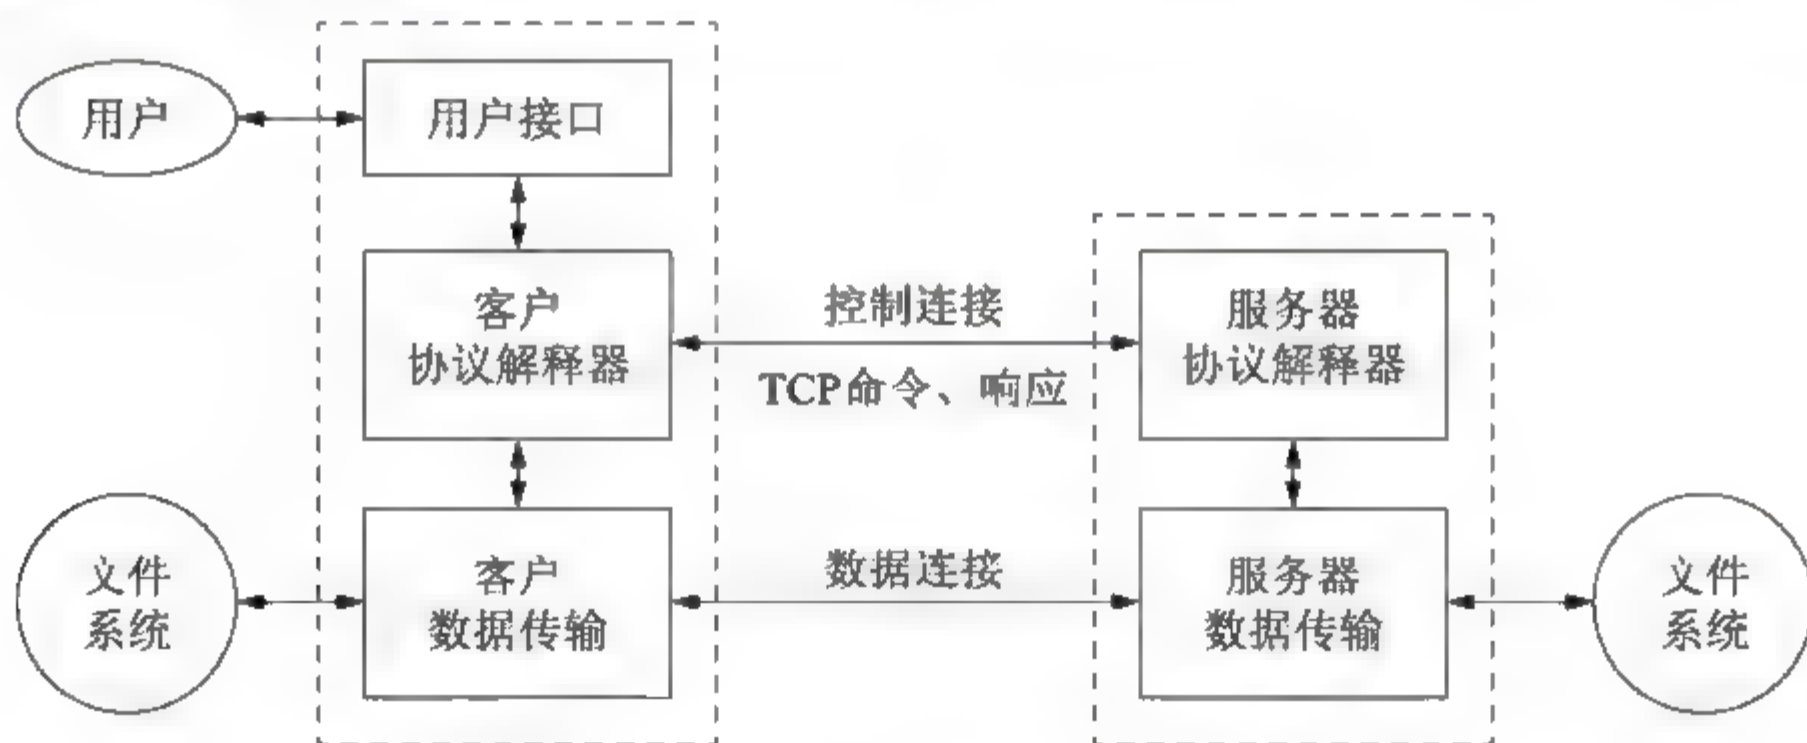 用户
用户接口
客户
协议解释器
控制连接
TCP命令、响应
服务器
协议解释器
文件
系统
客户
数据传输
数据连接
服务器
数据传输
文件
系统